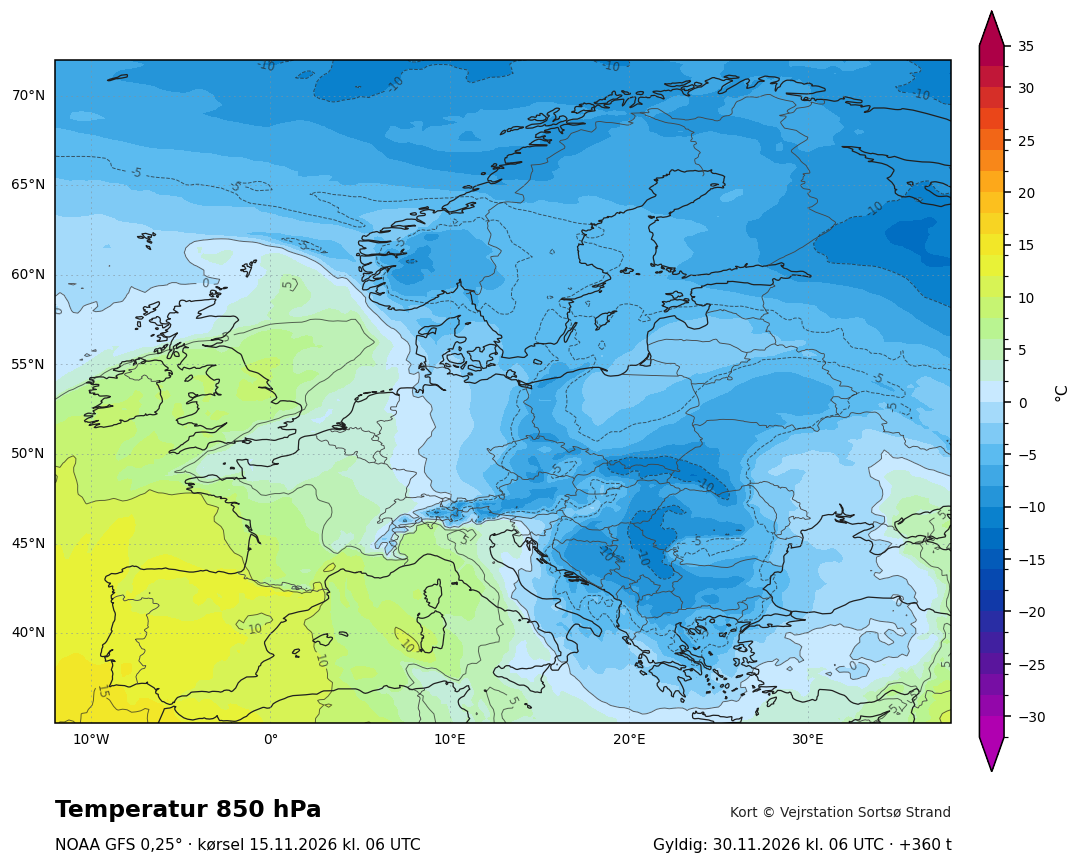 70°N
65°N
60°N
55°N
50°N
45°N
40°N
10°W 0° 10°E 20°E 30°E
35
30
25
20
15
10
5
0
−5
−10
−15
−20
−25
−30
°C
Temperatur 850 hPa
Kort © Vejrstation Sortsø Strand
NOAA GFS 0,25° · kørsel 15.11.2026 kl. 06 UTC
Gyldig: 30.11.2026 kl. 06 UTC · +360 t